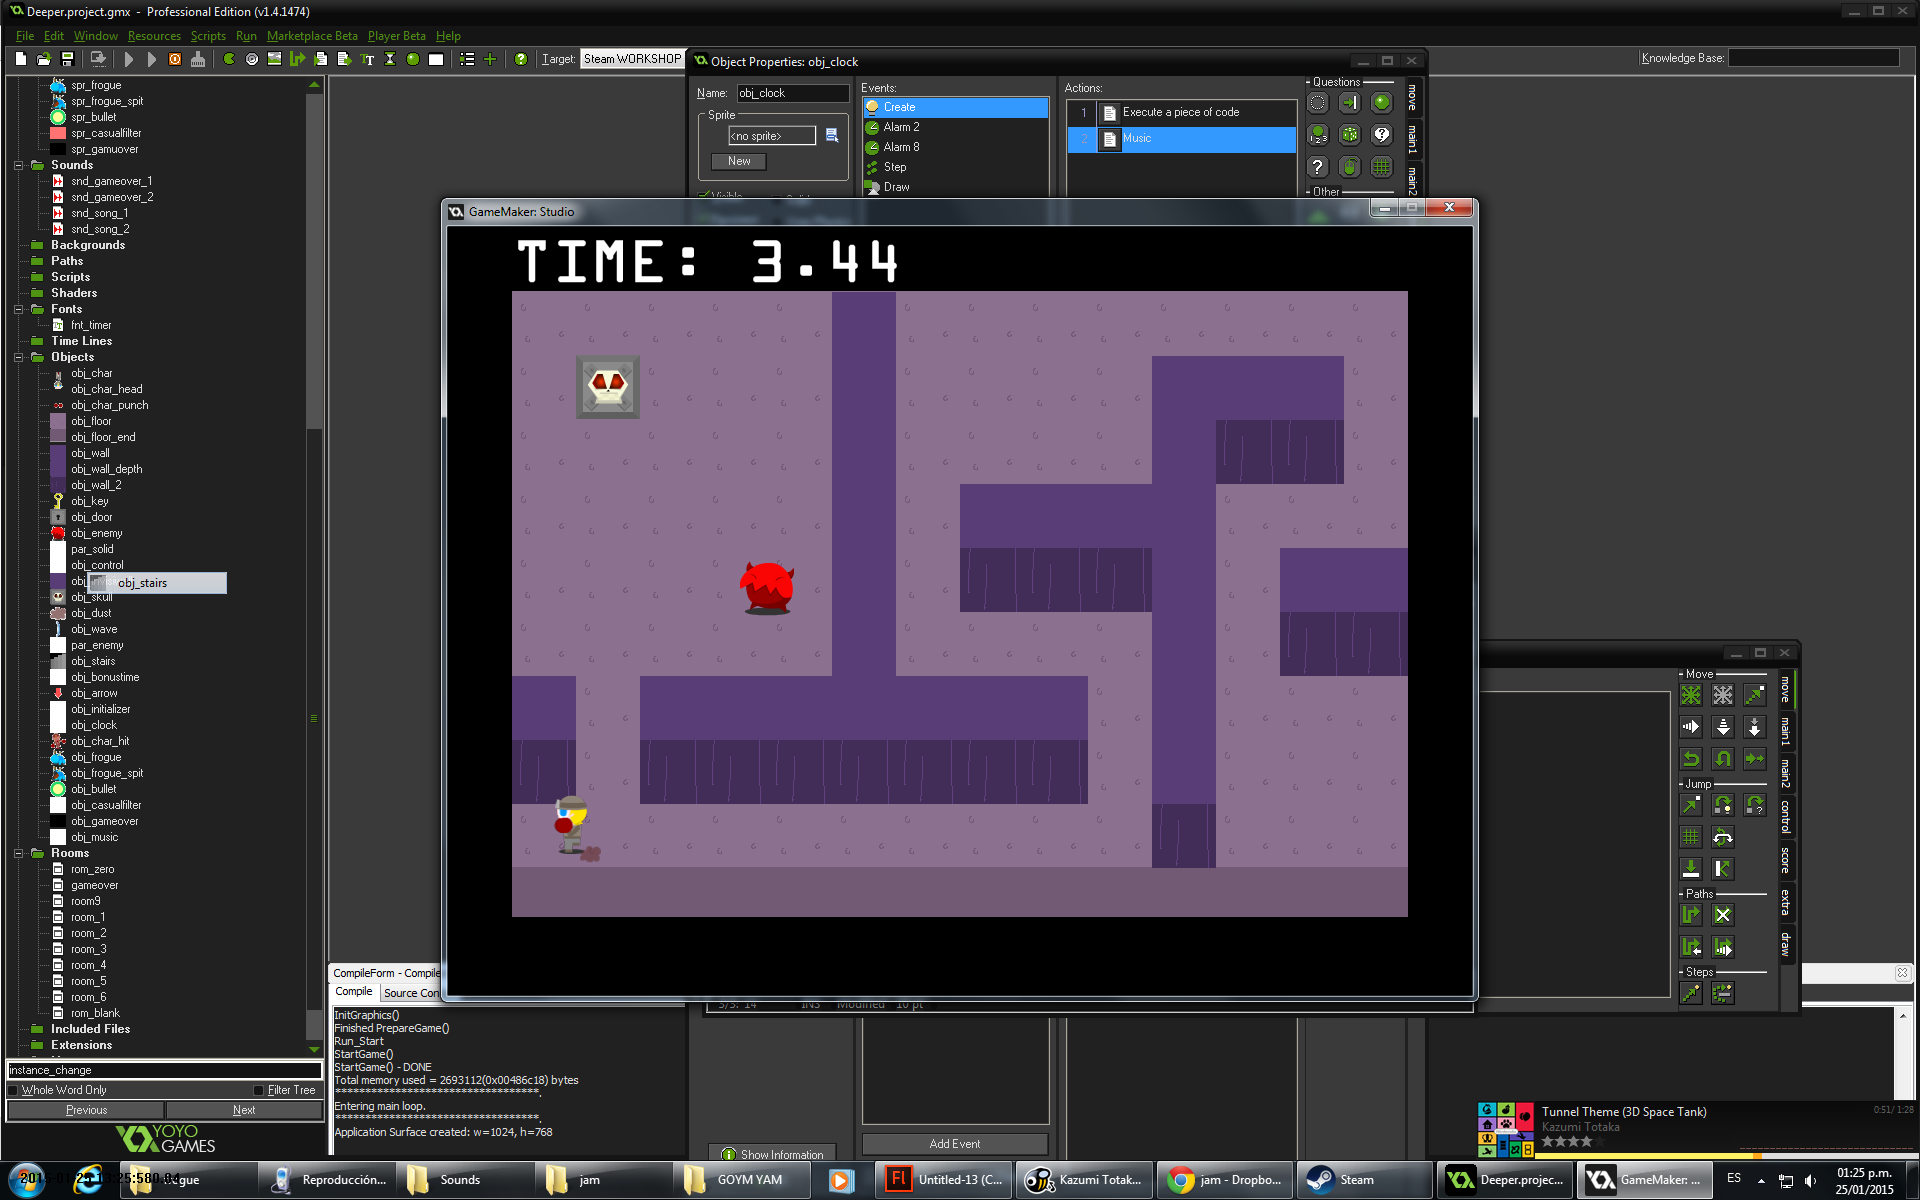 Deeper.project.gmx - Professional Edition (v1.4.1474)
File Edit Window Resources Scripts Run Marketplace Beta Player Beta Help
Target: Steam WORKSHOP
Knowledge Base:
spr_frogue
spr_frogue_spit
spr_bullet
spr_casualfilter
spr_gamuover
Sounds
snd_gameover_1
snd_gameover_2
snd_song_1
snd_song_2
Backgrounds
Paths
Scripts
Shaders
Fonts
fnt_timer
Time Lines
Objects
obj_char
obj_char_head
obj_char_punch
obj_floor
obj_floor_end
obj_wall
obj_wall_depth
obj_wall_2
obj_key
obj_door
obj_enemy
par_solid
obj_control
obj_stairs
obj_skull
obj_dust
obj_wave
par_enemy
obj_stairs
obj_bonustime
obj_arrow
obj_initializer
obj_clock
obj_char_hit
obj_frogue
obj_frogue_spit
obj_bullet
obj_casualfilter
obj_gameover
obj_music
Rooms
rom_zero
gameover
room9
room_1
room_2
room_3
room_4
room_5
room_6
rom_blank
Included Files
Extensions
instance_change
Whole Word Only Filter Tree
Previous Next
YOYO
GAMES
Object Properties: obj_clock
Name: obj_clock
Sprite
<no sprite>
New
Events:
Create
Alarm 2
Alarm 8
Step
Draw
Actions:
1 Execute a piece of code
2 Music
Questions
Other
move
main1
main2
GameMaker: Studio
TIME: 3.44
Move
Jump
Paths
Steps
move
main1
main2
control
score
extra
draw
3/3: 14 INS Modified 10 pt
CompileForm - Compile
Compile Source Con
InitGraphics()
Finished PrepareGame()
Run_Start
StartGame()
StartGame() - DONE
Total memory used = 2693112(0x00486c18) bytes
***********************************.
Entering main loop.
***********************************.
Application Surface created: w=1024, h=768
Show Information
Add Event
Tunnel Theme (3D Space Tank)
Kazumi Totaka
0:51/ 1:28
Reproducción...
Sounds
jam
GOYM YAM
Untitled-13 (C...
Kazumi Totak...
jam - Dropbo...
Steam
Deeper.projec...
GameMaker: ...
ES
01:25 p.m.
25/01/2015